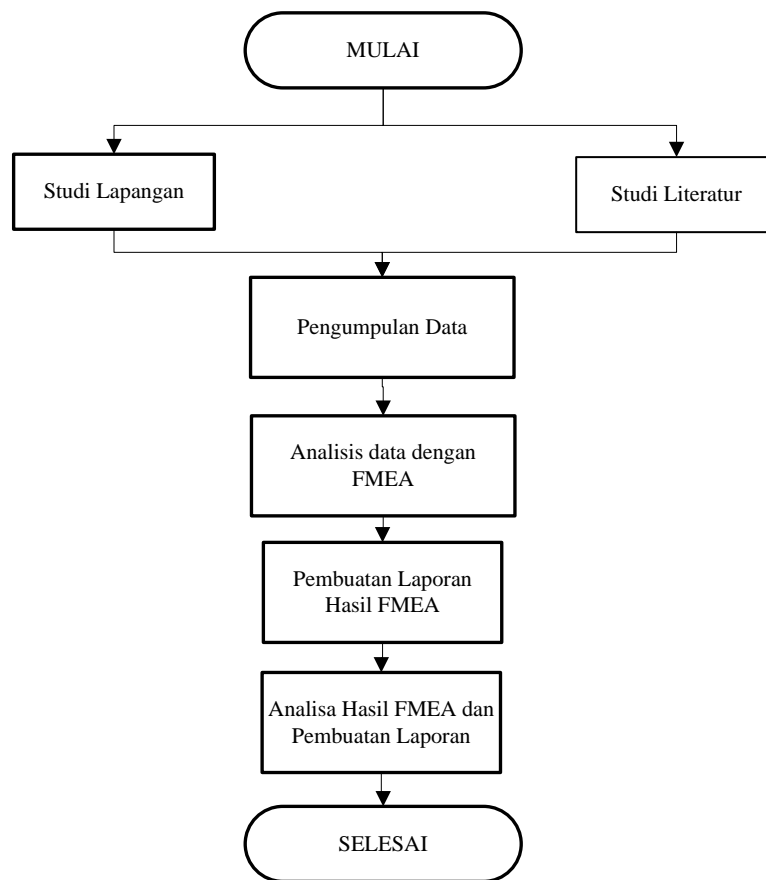 MULAI
Studi Lapangan
Studi Literatur
Pengumpulan Data
Analisis data dengan
FMEA
Pembuatan Laporan
Hasil FMEA
Analisa Hasil FMEA dan
Pembuatan Laporan
SELESAI